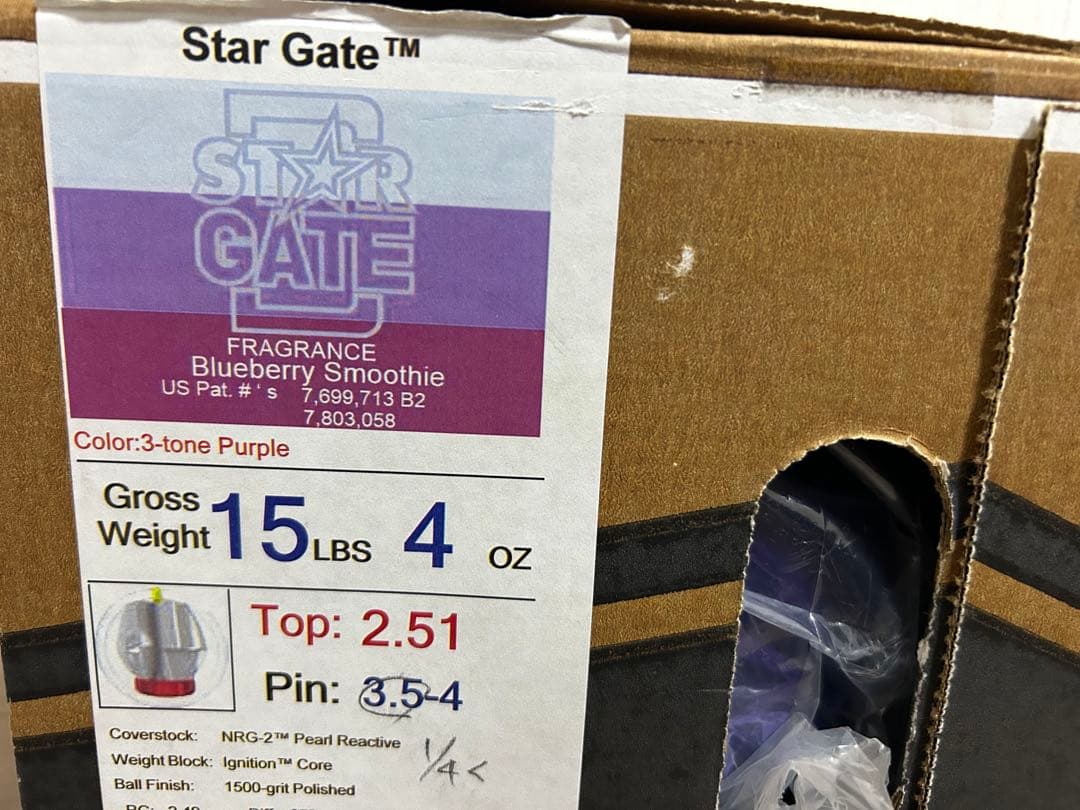 Star Gate™
STAR
GATE
FRAGRANCE
Blueberry Smoothie
US Pat. # ' s 7,699,713 B2
7,803,058
Color:3-tone Purple
Gross Weight 15 LBS 4 OZ
Top: 2.51
Pin: 3.5-4
Coverstock: NRG-2™ Pearl Reactive
1/4<
Weight Block: Ignition™ Core
Ball Finish: 1500-grit Polished